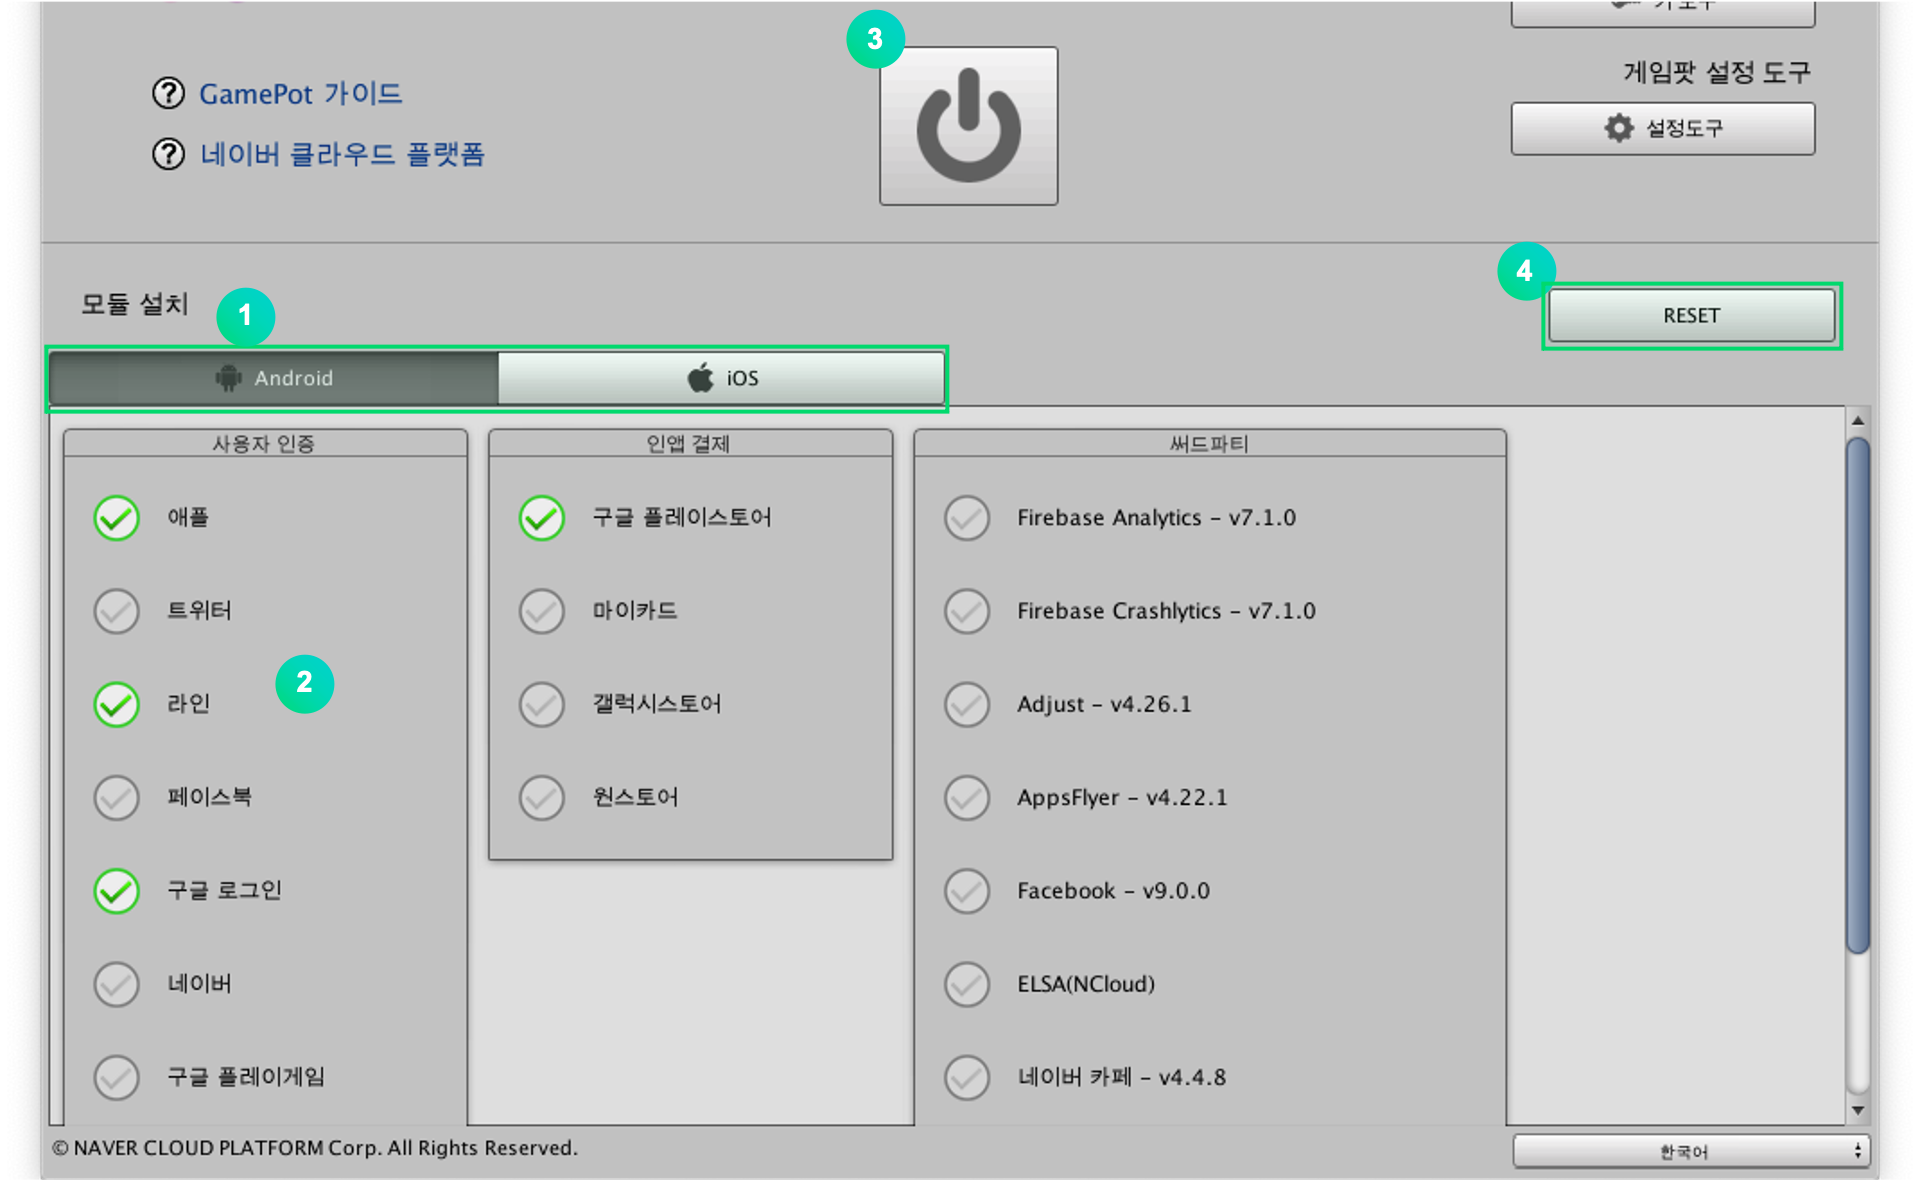 3
GamePot 가이드
네이버 클라우드 플랫폼
게임팟 설정 도구
설정도구
4
모듈 설치
1
RESET
Android
iOS
사용자 인증
인앱 결제
써드파티
애플
구글 플레이스토어
Firebase Analytics – v7.1.0
트위터
마이카드
Firebase Crashlytics – v7.1.0
2
라인
갤럭시스토어
Adjust – v4.26.1
페이스북
원스토어
AppsFlyer – v4.22.1
구글 로그인
Facebook – v9.0.0
네이버
ELSA(NCloud)
구글 플레이게임
네이버 카페 – v4.4.8
© NAVER CLOUD PLATFORM Corp. All Rights Reserved.
한국어